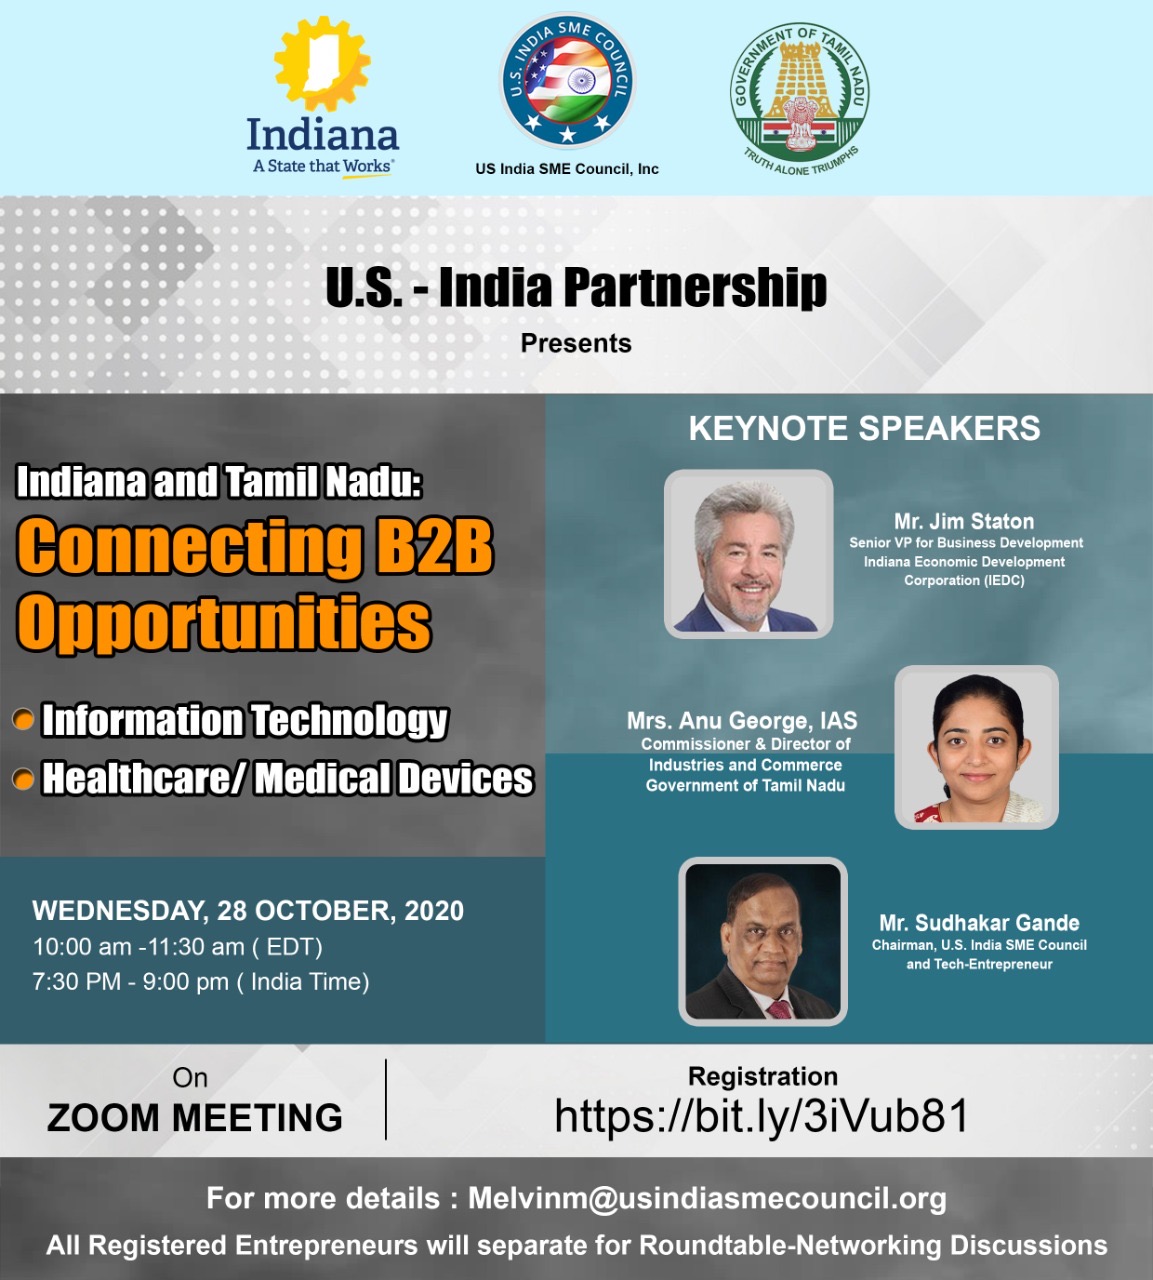 Indiana
A State that Works®
U.S. INDIA SME COUNCIL
US India SME Council, Inc
GOVERNMENT OF TAMIL NADU
TRUTH ALONE TRIUMPHS
U.S. - India Partnership
Presents
Indiana and Tamil Nadu:
Connecting B2B
Opportunities
Information Technology
Healthcare/ Medical Devices
WEDNESDAY, 28 OCTOBER, 2020
10:00 am -11:30 am ( EDT)
7:30 PM - 9:00 pm ( India Time)
KEYNOTE SPEAKERS
Mr. Jim Staton
Senior VP for Business Development
Indiana Economic Development
Corporation (IEDC)
Mrs. Anu George, IAS
Commissioner & Director of
Industries and Commerce
Government of Tamil Nadu
Mr. Sudhakar Gande
Chairman, U.S. India SME Council
and Tech-Entrepreneur
On
ZOOM MEETING
Registration
https://bit.ly/3iVub81
For more details : Melvinm@usindiasmecouncil.org
All Registered Entrepreneurs will separate for Roundtable-Networking Discussions